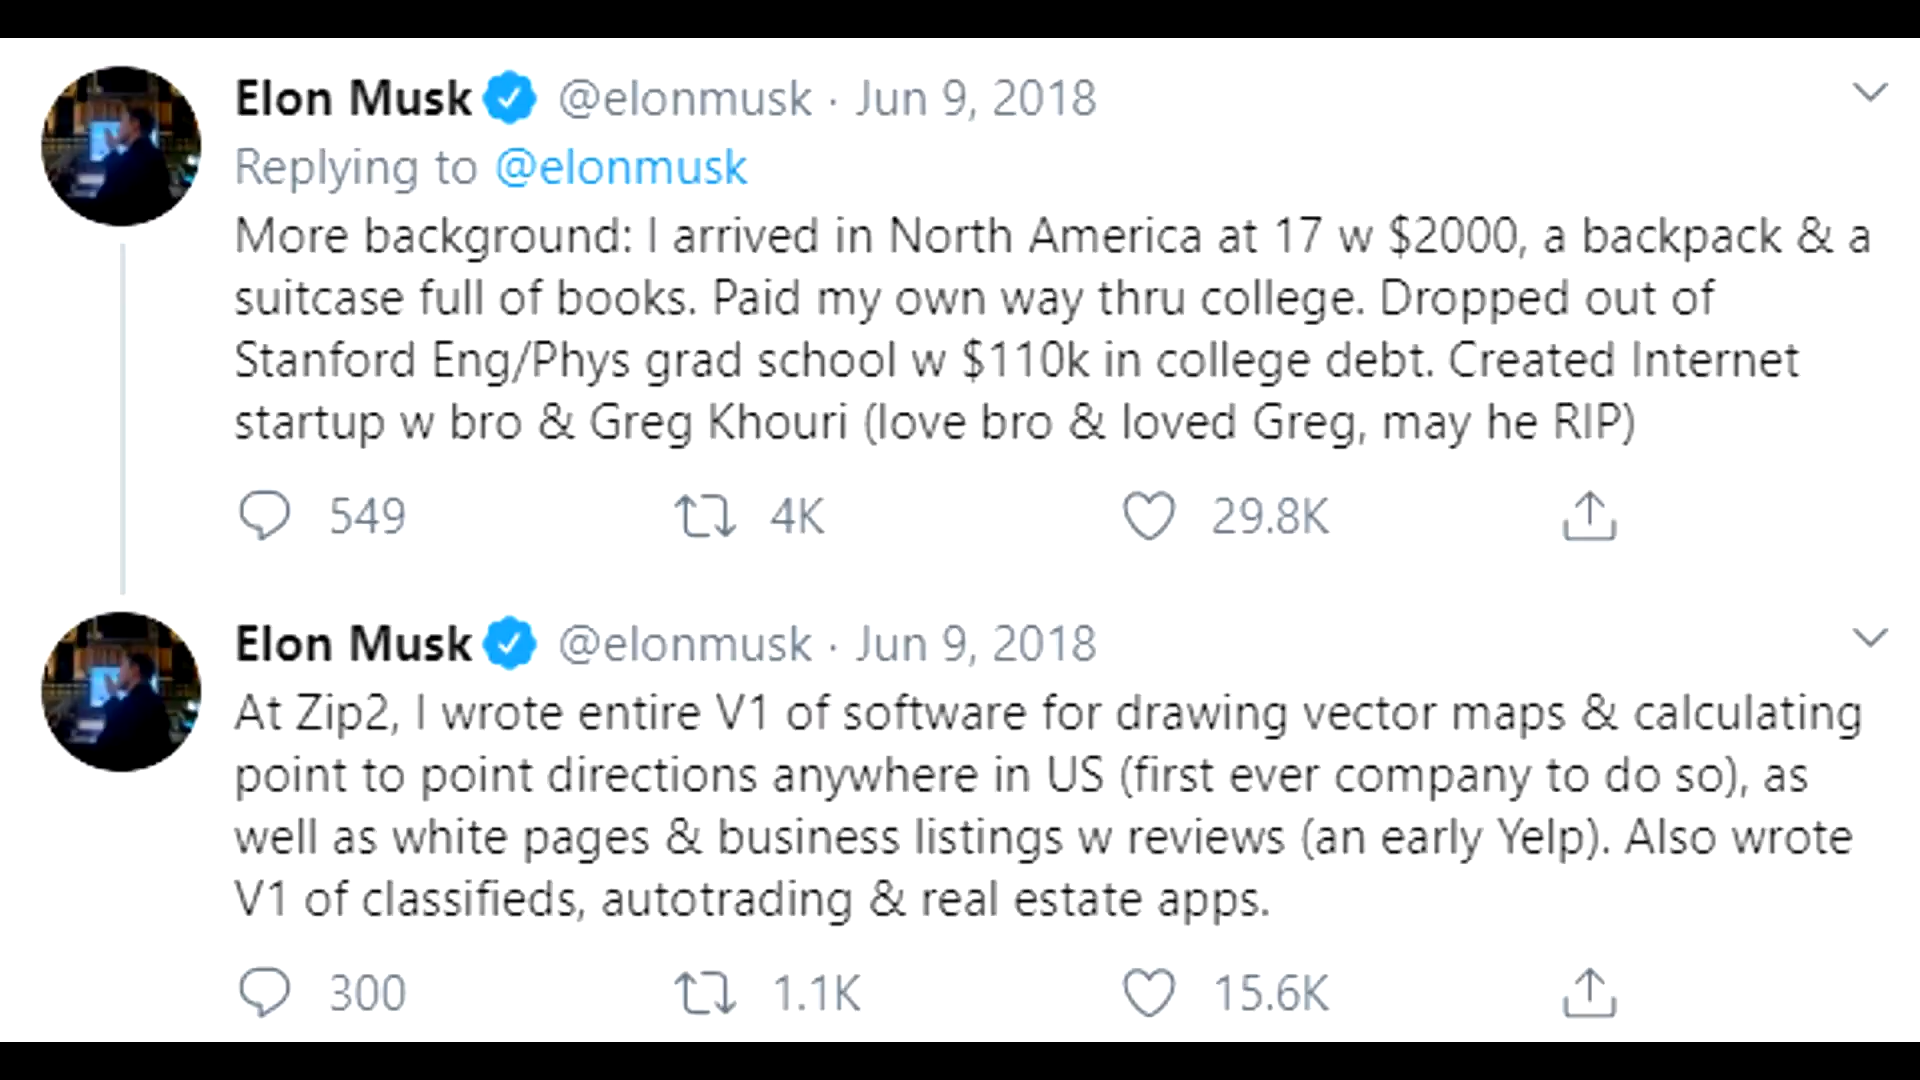 Elon Musk @elonmusk · Jun 9, 2018
Replying to @elonmusk
More background: I arrived in North America at 17 w $2000, a backpack & a
suitcase full of books. Paid my own way thru college. Dropped out of
Stanford Eng/Phys grad school w $110k in college debt. Created Internet
startup w bro & Greg Khouri (love bro & loved Greg, may he RIP)
549 4K 29.8K
Elon Musk @elonmusk · Jun 9, 2018
At Zip2, I wrote entire V1 of software for drawing vector maps & calculating
point to point directions anywhere in US (first ever company to do so), as
well as white pages & business listings w reviews (an early Yelp). Also wrote
V1 of classifieds, autotrading & real estate apps.
300 1.1K 15.6K